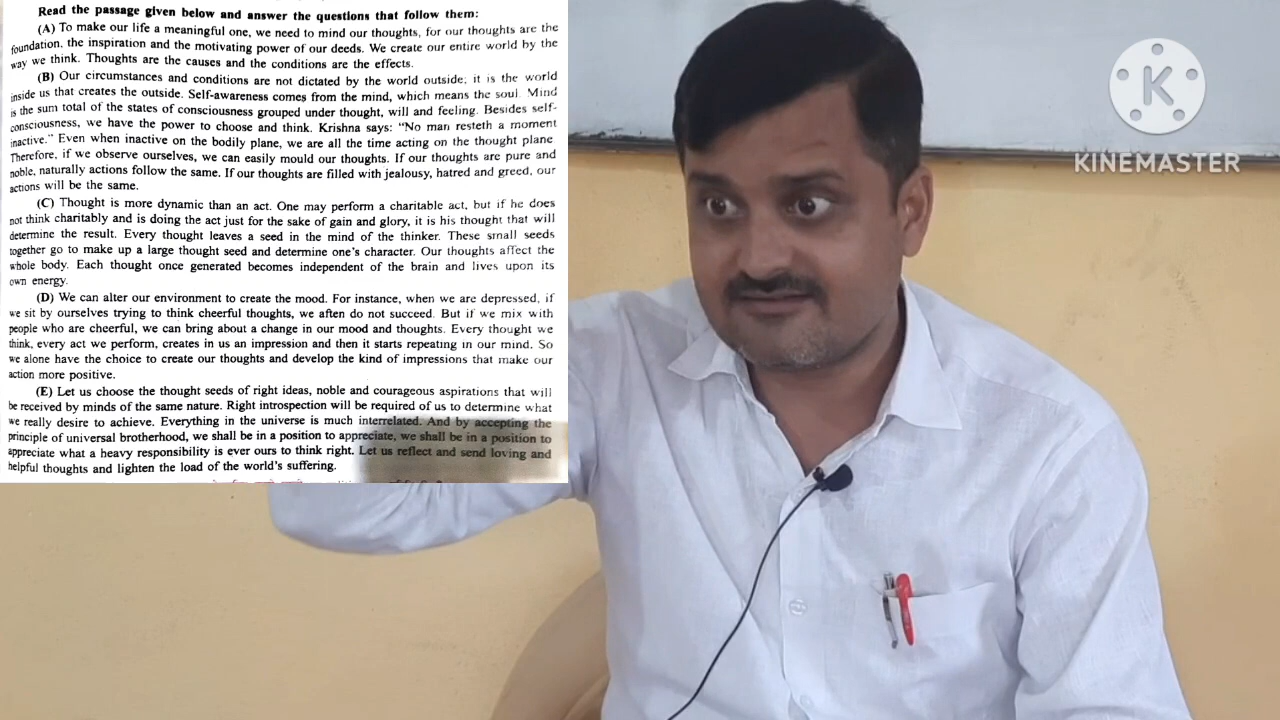 Read the passage given below and answer the questions that follow them:
(A) To make our life a meaningful one, we need to mind our thoughts, for our thoughts are the
foundation, the inspiration and the motivating power of our deeds. We create our entire world by the
way we think. Thoughts are the causes and the conditions are the effects.
(B) Our circumstances and conditions are not dictated by the world outside; it is the world
inside us that creates the outside. Self-awareness comes from the mind, which means the soul. Mind
is the sum total of the states of consciousness grouped under thought, will and feeling. Besides self-
consciousness, we have the power to choose and think. Krishna says: “No man resteth a moment
inactive.” Even when inactive on the bodily plane, we are all the time acting on the thought plane
Therefore, if we observe ourselves, we can easily mould our thoughts. If our thoughts are pure and
noble, naturally actions follow the same. If our thoughts are filled with jealousy, hatred and greed, our
actions will be the same.
(C) Thought is more dynamic than an act. One may perform a charitable act, but if he does
not think charitably and is doing the act just for the sake of gain and glory, it is his thought that will
determine the result. Every thought leaves a seed in the mind of the thinker. These small seeds
together go to make up a large thought seed and determine one's character. Our thoughts affect the
whole body. Each thought once generated becomes independent of the brain and lives upon its
own energy.
(D) We can alter our environment to create the mood. For instance, when we are depressed, if
we sit by ourselves trying to think cheerful thoughts, we aften do not succeed. But if we mix with
people who are cheerful, we can bring about a change in our mood and thoughts. Every thought we
think, every act we perform, creates in us an impression and then it starts repeating in our mind. So
we alone have the choice to create our thoughts and develop the kind of impressions that make our
action more positive.
(E) Let us choose the thought seeds of right ideas, noble and courageous aspirations that will
be received by minds of the same nature. Right introspection will be required of us to determine what
we really desire to achieve. Everything in the universe is much interrelated. And by accepting the
principle of universal brotherhood, we shall be in a position to appreciate, we shall be in a position to
appreciate what a heavy responsibility is ever ours to think right. Let us reflect and send loving and
helpful thoughts and lighten the load of the world's suffering.
K
KINEMASTER